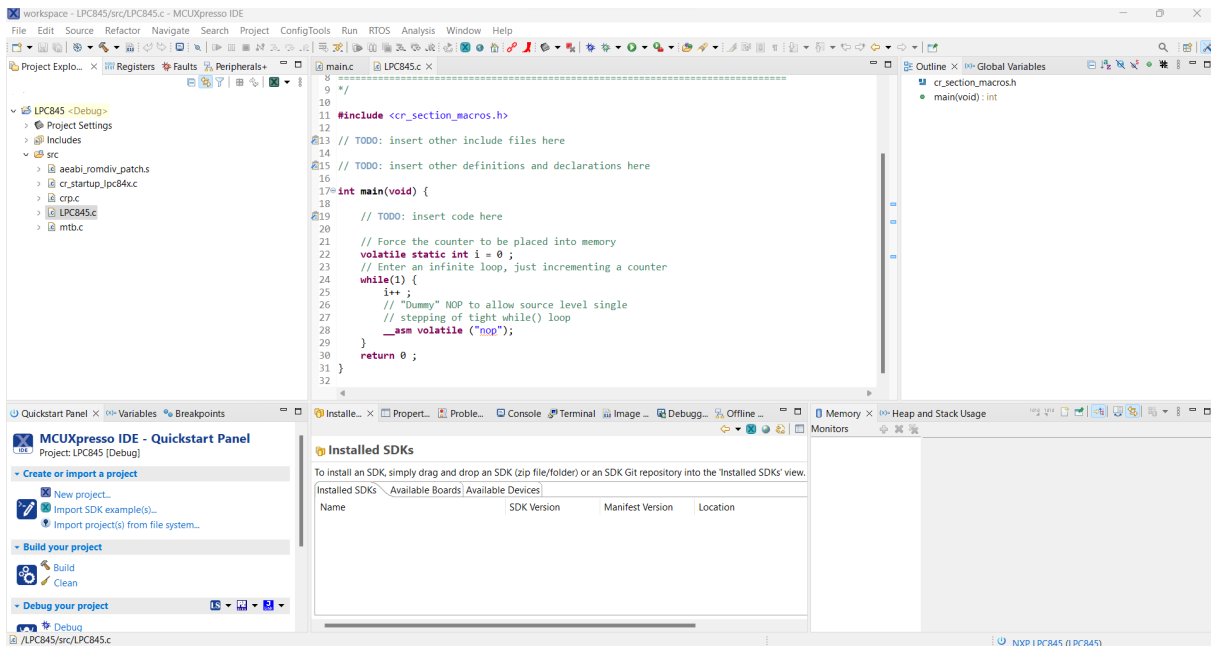 workspace - LPC845/src/LPC845.c - MCUXpresso IDE
File Edit Source Refactor Navigate Search Project ConfigTools Run RTOS Analysis Window Help
Project Explo... Registers Faults Peripherals+
LPC845 <Debug>
Project Settings
Includes
src
aeabi_romdiv_patch.s
cr_startup_lpc84x.c
crp.c
LPC845.c
mtb.c
main.c LPC845.c
8 ====================================================================
9 */
10
11 #include <cr_section_macros.h>
12
13 // TODO: insert other include files here
14
15 // TODO: insert other definitions and declarations here
16
17 int main(void) {
18
19 // TODO: insert code here
20
21 // Force the counter to be placed into memory
22 volatile static int i = 0 ;
23 // Enter an infinite loop, just incrementing a counter
24 while(1) {
25 i++ ;
26 // "Dummy" NOP to allow source level single
27 // stepping of tight while() loop
28 __asm volatile ("nop");
29 }
30 return 0 ;
31 }
32
Outline Global Variables
cr_section_macros.h
main(void) : int
Quickstart Panel Variables Breakpoints
IDE
MCUXpresso IDE - Quickstart Panel
Project: LPC845 [Debug]
Create or import a project
New project...
Import SDK example(s)...
Import project(s) from file system...
Build your project
Build
Clean
Debug your project LS
Debug
Installe... Propert... Proble... Console Terminal Image ... Debugg... Offline ...
Installed SDKs
To install an SDK, simply drag and drop an SDK (zip file/folder) or an SDK Git repository into the 'Installed SDKs' view.
Installed SDKs Available Boards Available Devices
Name SDK Version Manifest Version Location
Memory Heap and Stack Usage
Monitors
/LPC845/src/LPC845.c
NXP LPC845 (LPC845)